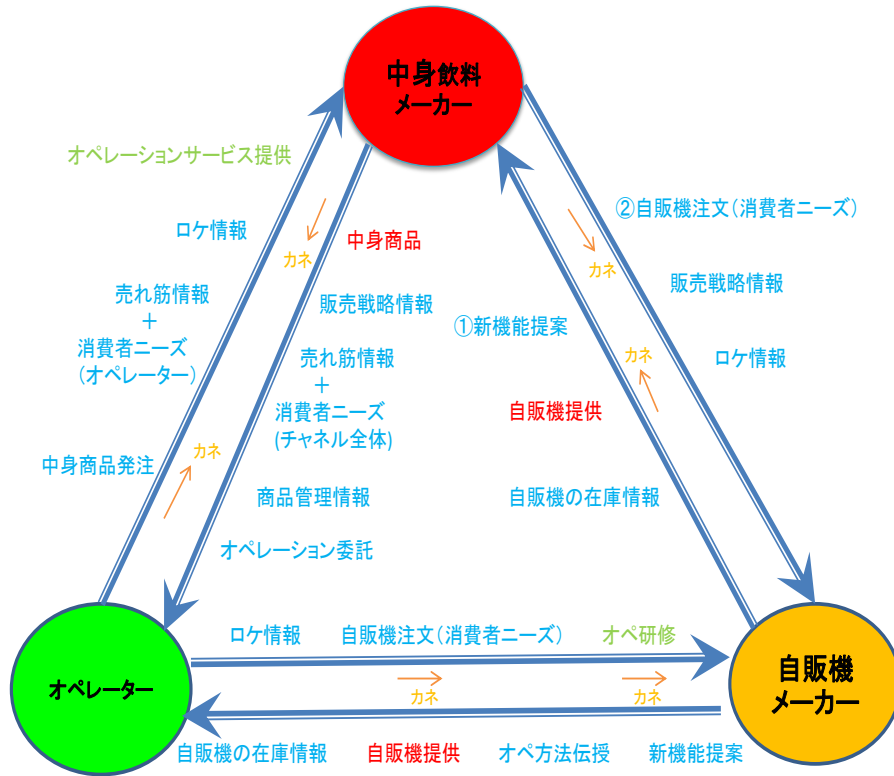 中身飲料
メーカー
オペレーションサービス提供
ロケ情報
売れ筋情報
+
消費者ニーズ
(オペレーター)
カネ
中身商品発注
カネ
中身商品
販売戦略情報
売れ筋情報
+
消費者ニーズ
(チャネル全体)
商品管理情報
オペレーション委託
②自販機注文(消費者ニーズ)
カネ
販売戦略情報
ロケ情報
①新機能提案
カネ
自販機提供
自販機の在庫情報
オペレーター
自販機
メーカー
ロケ情報 自販機注文(消費者ニーズ) オペ研修
カネ カネ
自販機の在庫情報 自販機提供 オペ方法伝授 新機能提案